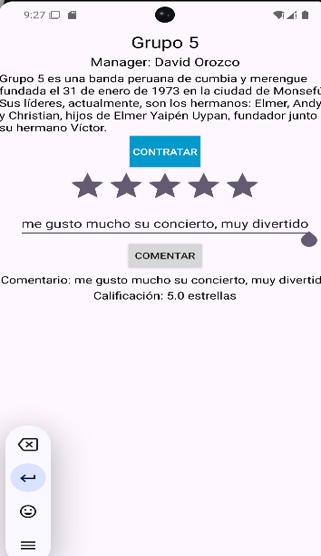 9:27
Grupo 5
Manager: David Orozco
Grupo 5 es una banda peruana de cumbia y merengue
fundada el 31 de enero de 1973 en la ciudad de Monsefú
Sus líderes, actualmente, son los hermanos: Elmer, Andy
y Christian, hijos de Elmer Yaipén Uypan, fundador junto
su hermano Víctor.
CONTRATAR
me gusto mucho su concierto, muy divertido
COMENTAR
Comentario: me gusto mucho su concierto, muy divertid
Calificación: 5.0 estrellas